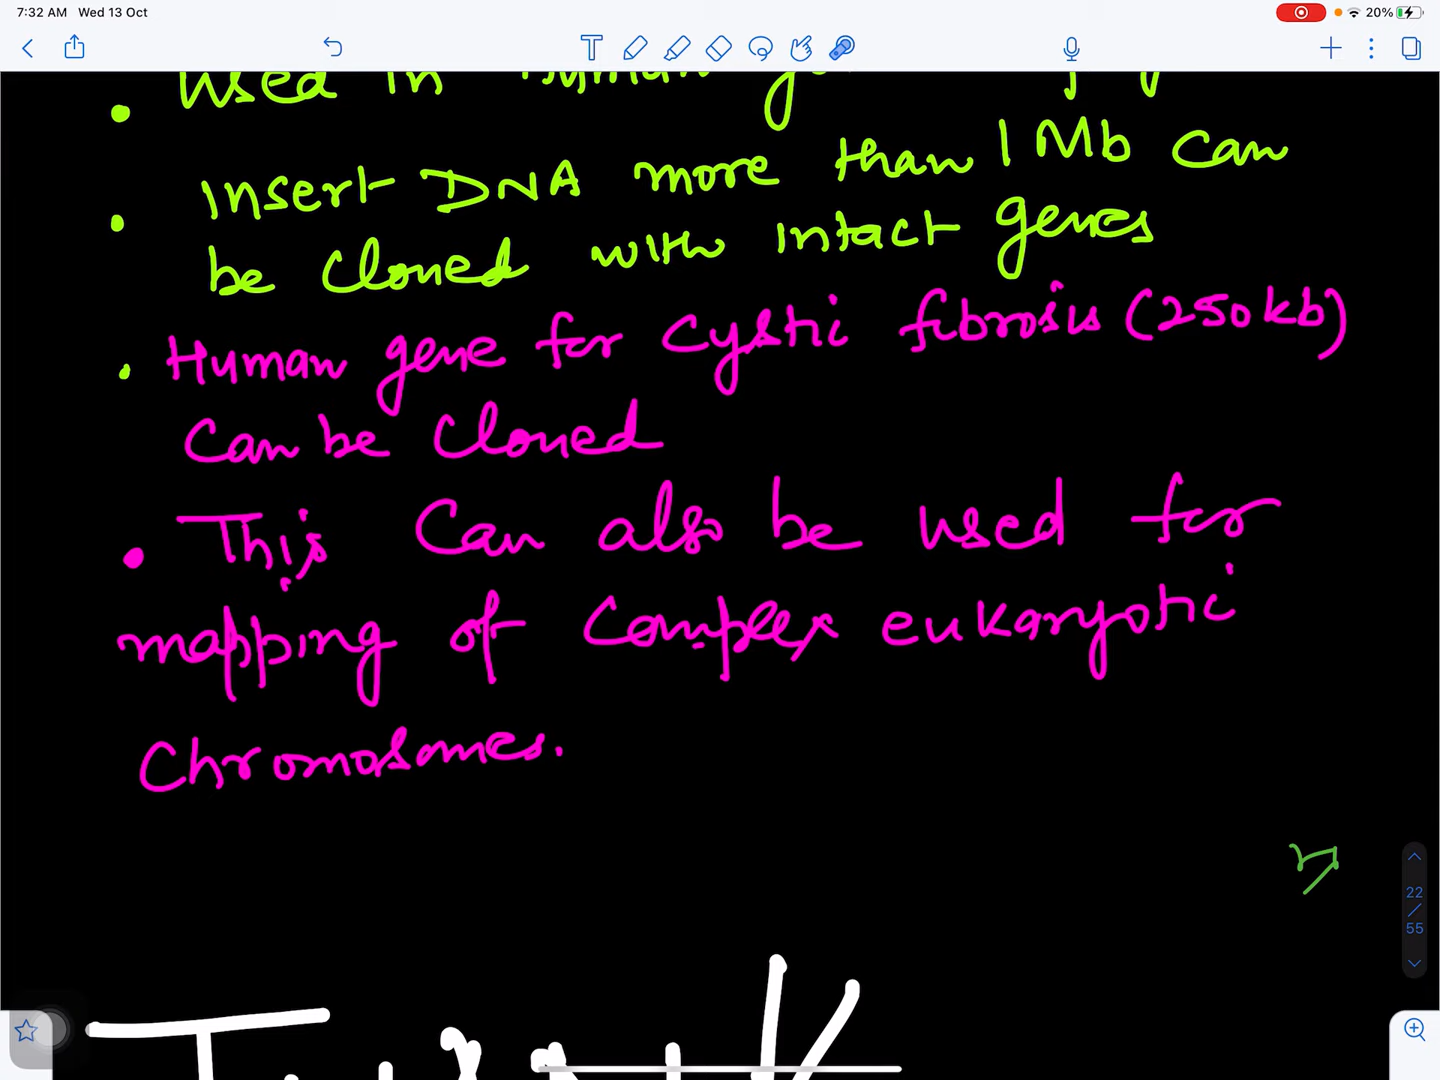 7:32 AM Wed 13 Oct
20%
Used in Human
Insert DNA more than 1 Mb can
be cloned with intact genes
Human gene for cystic fibrosis (250kb)
Can be cloned
This can also be used for
mapping of complex eukaryotic
Chromosomes.
22
/
55